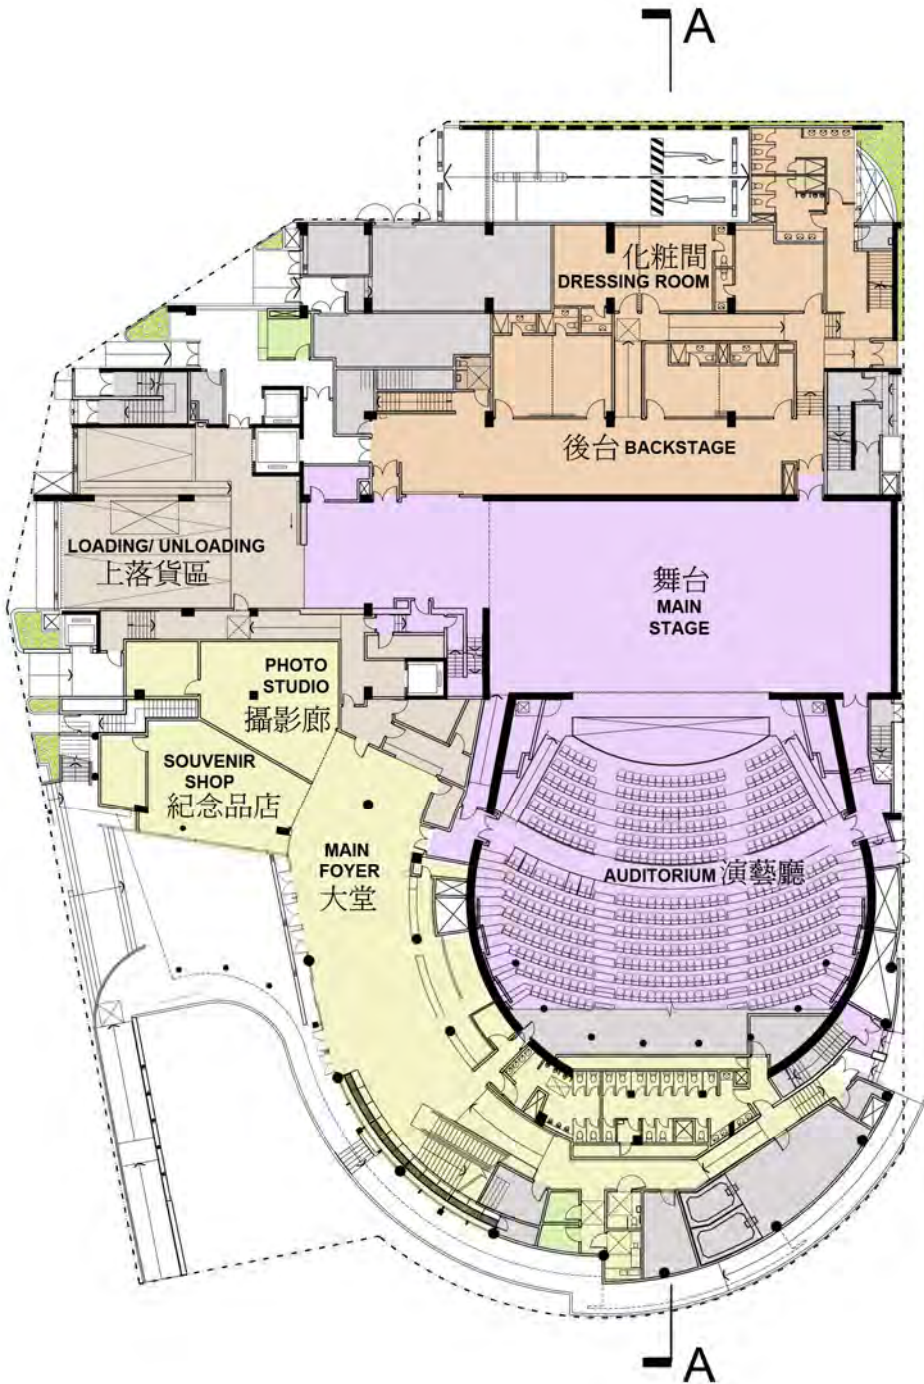 A
化粧間
DRESSING ROOM
後台 BACKSTAGE
LOADING/ UNLOADING
上落貨區
舞台
MAIN
STAGE
PHOTO
STUDIO
攝影廊
SOUVENIR
SHOP
紀念品店
MAIN
FOYER
大堂
AUDITORIUM 演藝廳
A